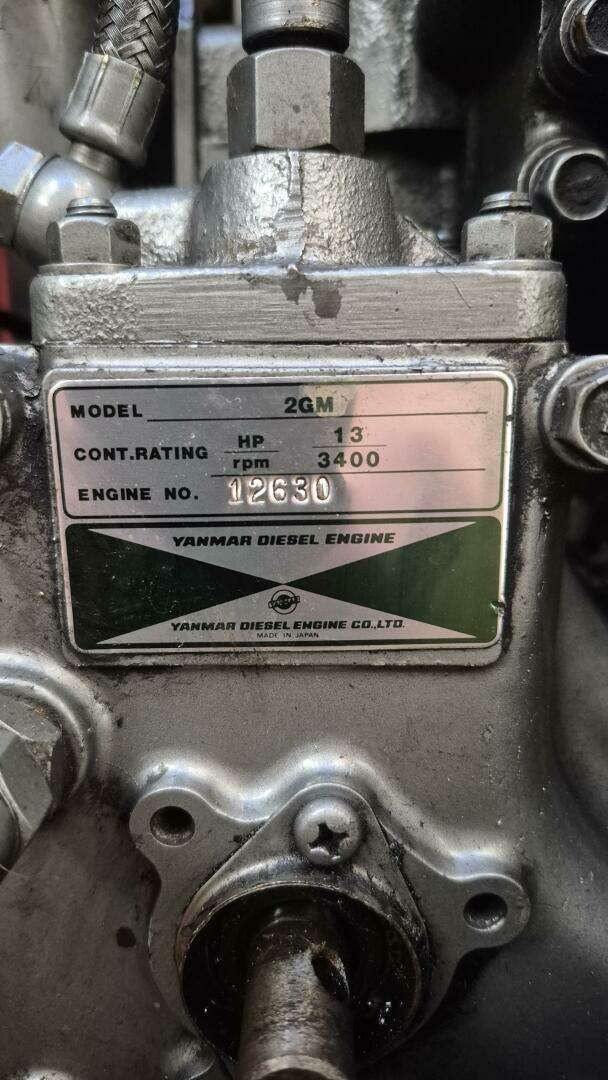 MODEL 2GM
CONT.RATING HP 13
rpm 3400
ENGINE NO. 12630
YANMAR DIESEL ENGINE
YANMAR
YANMAR DIESEL ENGINE CO.,LTD.
MADE IN JAPAN